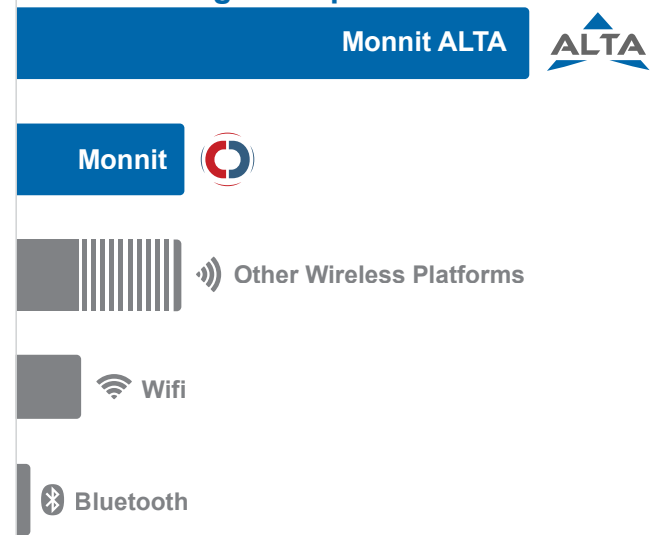 Monnit ALTA
ALTA
Monnit
Other Wireless Platforms
Wifi
Bluetooth